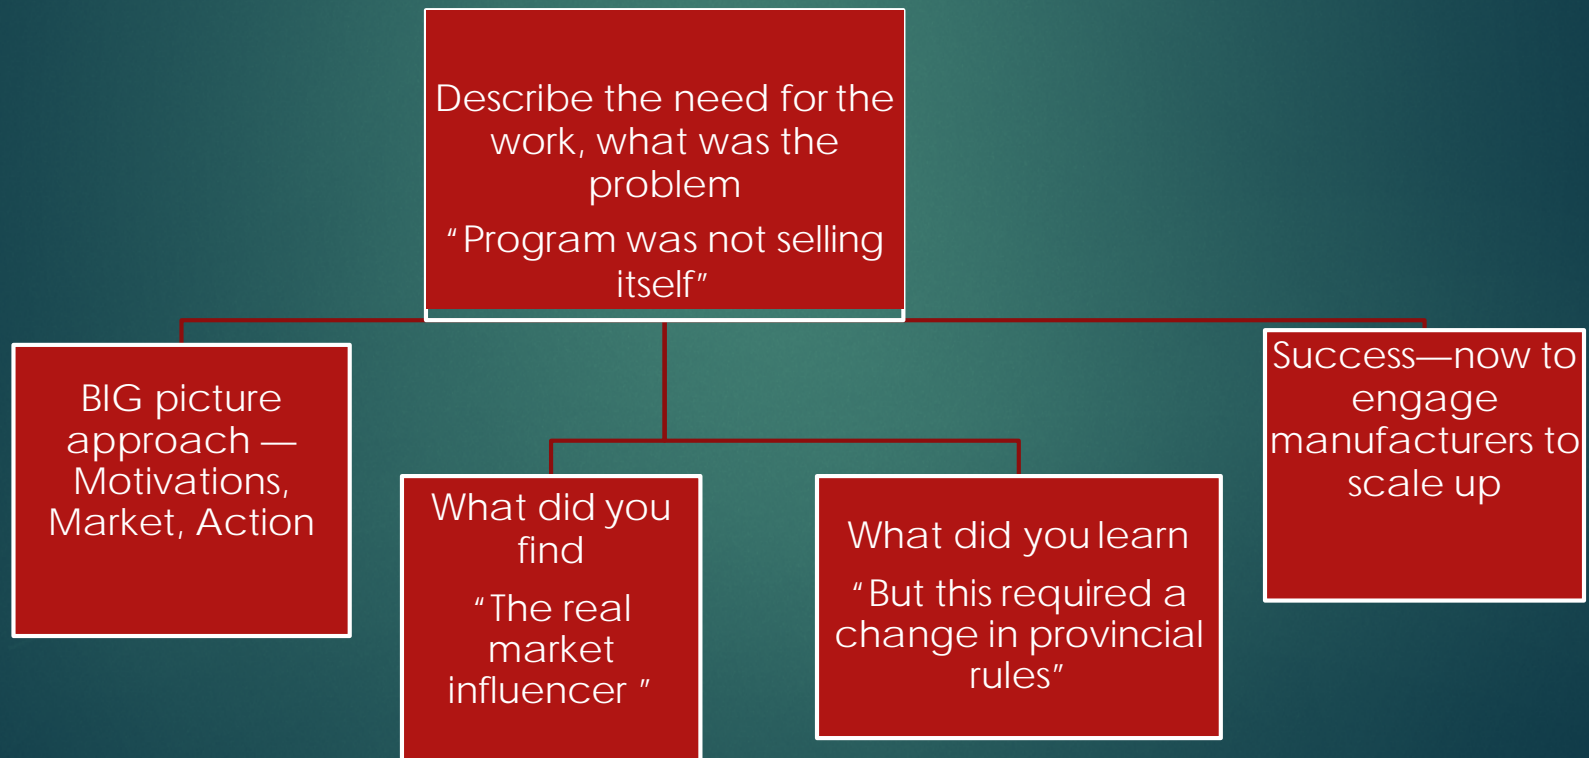 Describe the need for the
work, what was the
problem
“Program was not selling
itself”
BIG picture
approach —
Motivations,
Market, Action
What did you
find
“The real
market
influencer ”
What did you learn
“But this required a
change in provincial
rules”
Success—now to
engage
manufacturers to
scale up